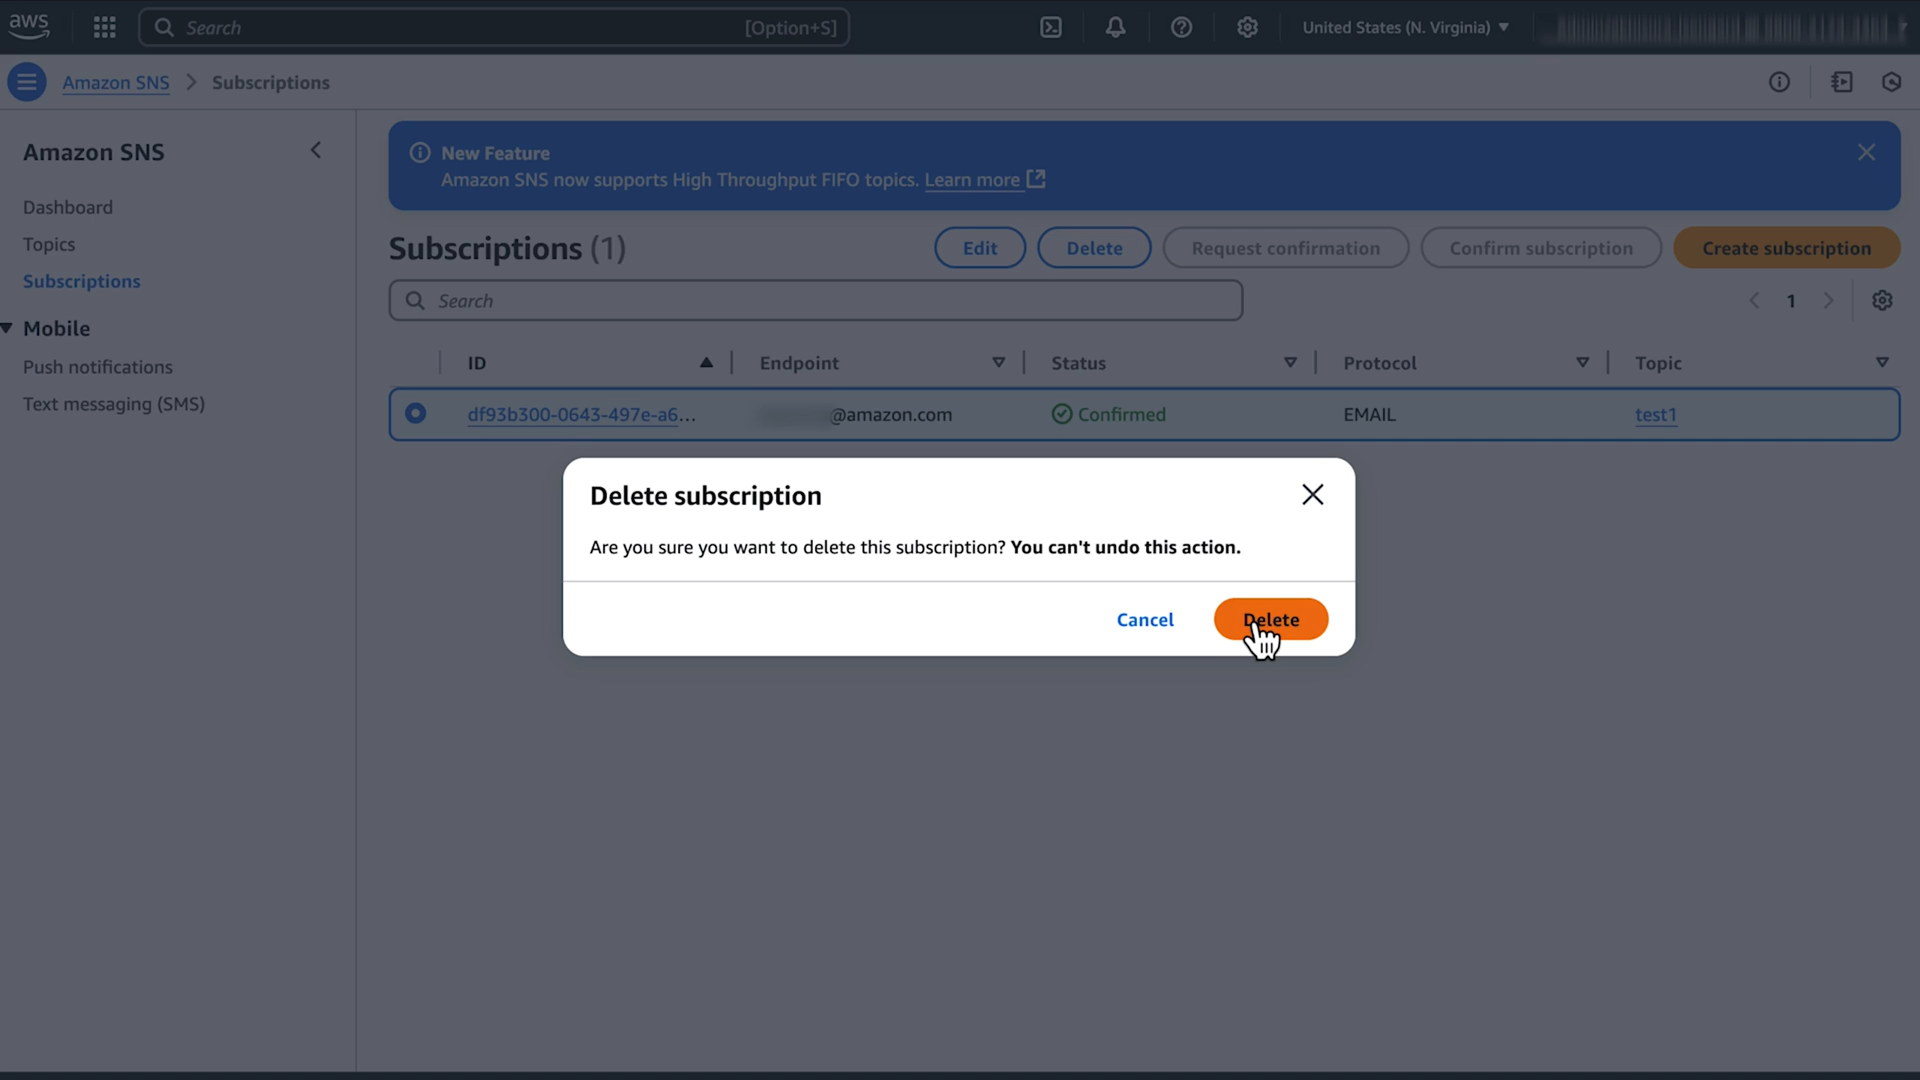 aws
Search [Option+S]
United States (N. Virginia)
Amazon SNS Subscriptions
Amazon SNS
Dashboard
Topics
Subscriptions
Mobile
Push notifications
Text messaging (SMS)
New Feature
Amazon SNS now supports High Throughput FIFO topics. Learn more
Subscriptions (1)
Edit Delete Request confirmation Confirm subscription Create subscription
Search
1
ID Endpoint Status Protocol Topic
df93b300-0643-497e-a6... @amazon.com Confirmed EMAIL test1
Delete subscription
Are you sure you want to delete this subscription? You can't undo this action.
Cancel Delete